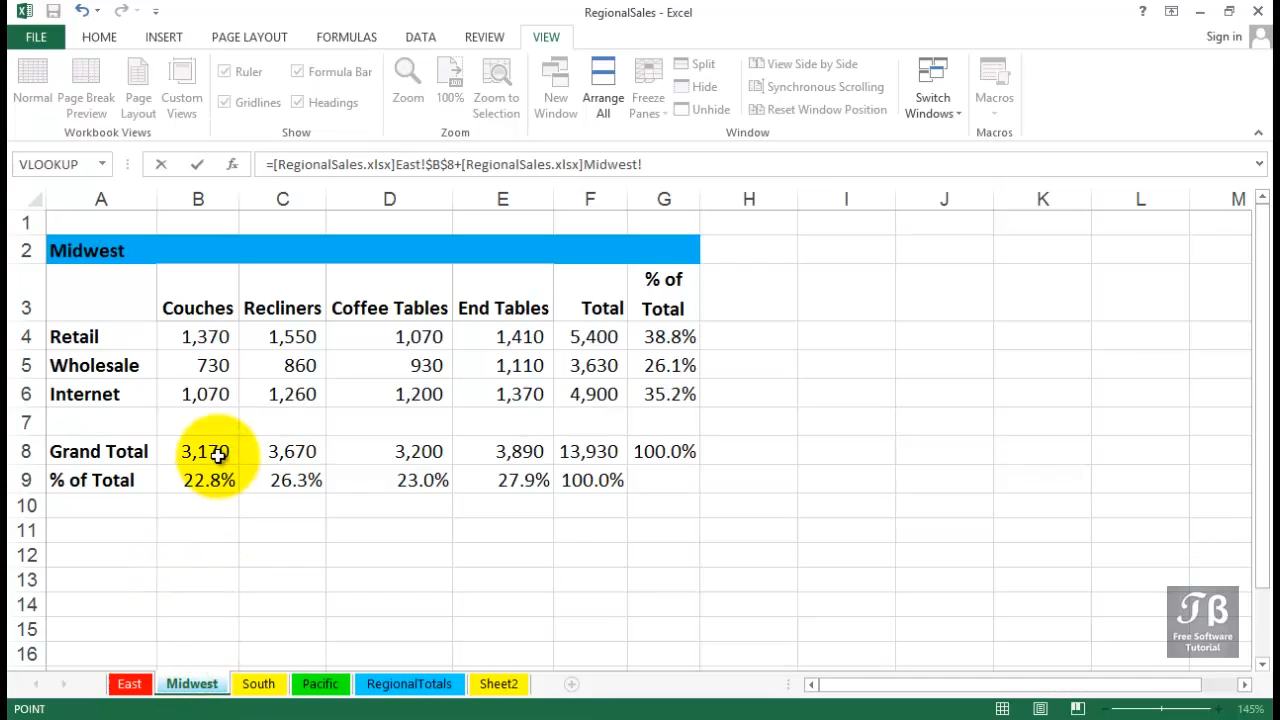 RegionalSales - Excel
?
FILE HOME INSERT PAGE LAYOUT FORMULAS DATA REVIEW VIEW Sign in
Normal
Page Break
Preview
Page
Layout
Custom
Views
Workbook Views
Ruler
Formula Bar
Gridlines
Headings
Show
Zoom
100%
Zoom to
Selection
Zoom
New
Window
Arrange
All
Freeze
Panes
Split
Hide
Unhide
View Side by Side
Synchronous Scrolling
Reset Window Position
Switch
Windows
Window
Macros
Macros
VLOOKUP fx =[RegionalSales.xlsx]East!$B$8+[RegionalSales.xlsx]Midwest!
A B C D E F G H I J K L M
1
2 Midwest
3 Couches Recliners Coffee Tables End Tables Total % of Total
4 Retail 1,370 1,550 1,070 1,410 5,400 38.8%
5 Wholesale 730 860 930 1,110 3,630 26.1%
6 Internet 1,070 1,260 1,200 1,370 4,900 35.2%
7
8 Grand Total 3,170 3,670 3,200 3,890 13,930 100.0%
9 % of Total 22.8% 26.3% 23.0% 27.9% 100.0%
10
11
12
13
14
15
16
TB
Free Software
Tutorial
East Midwest South Pacific RegionalTotals Sheet2
POINT 145%